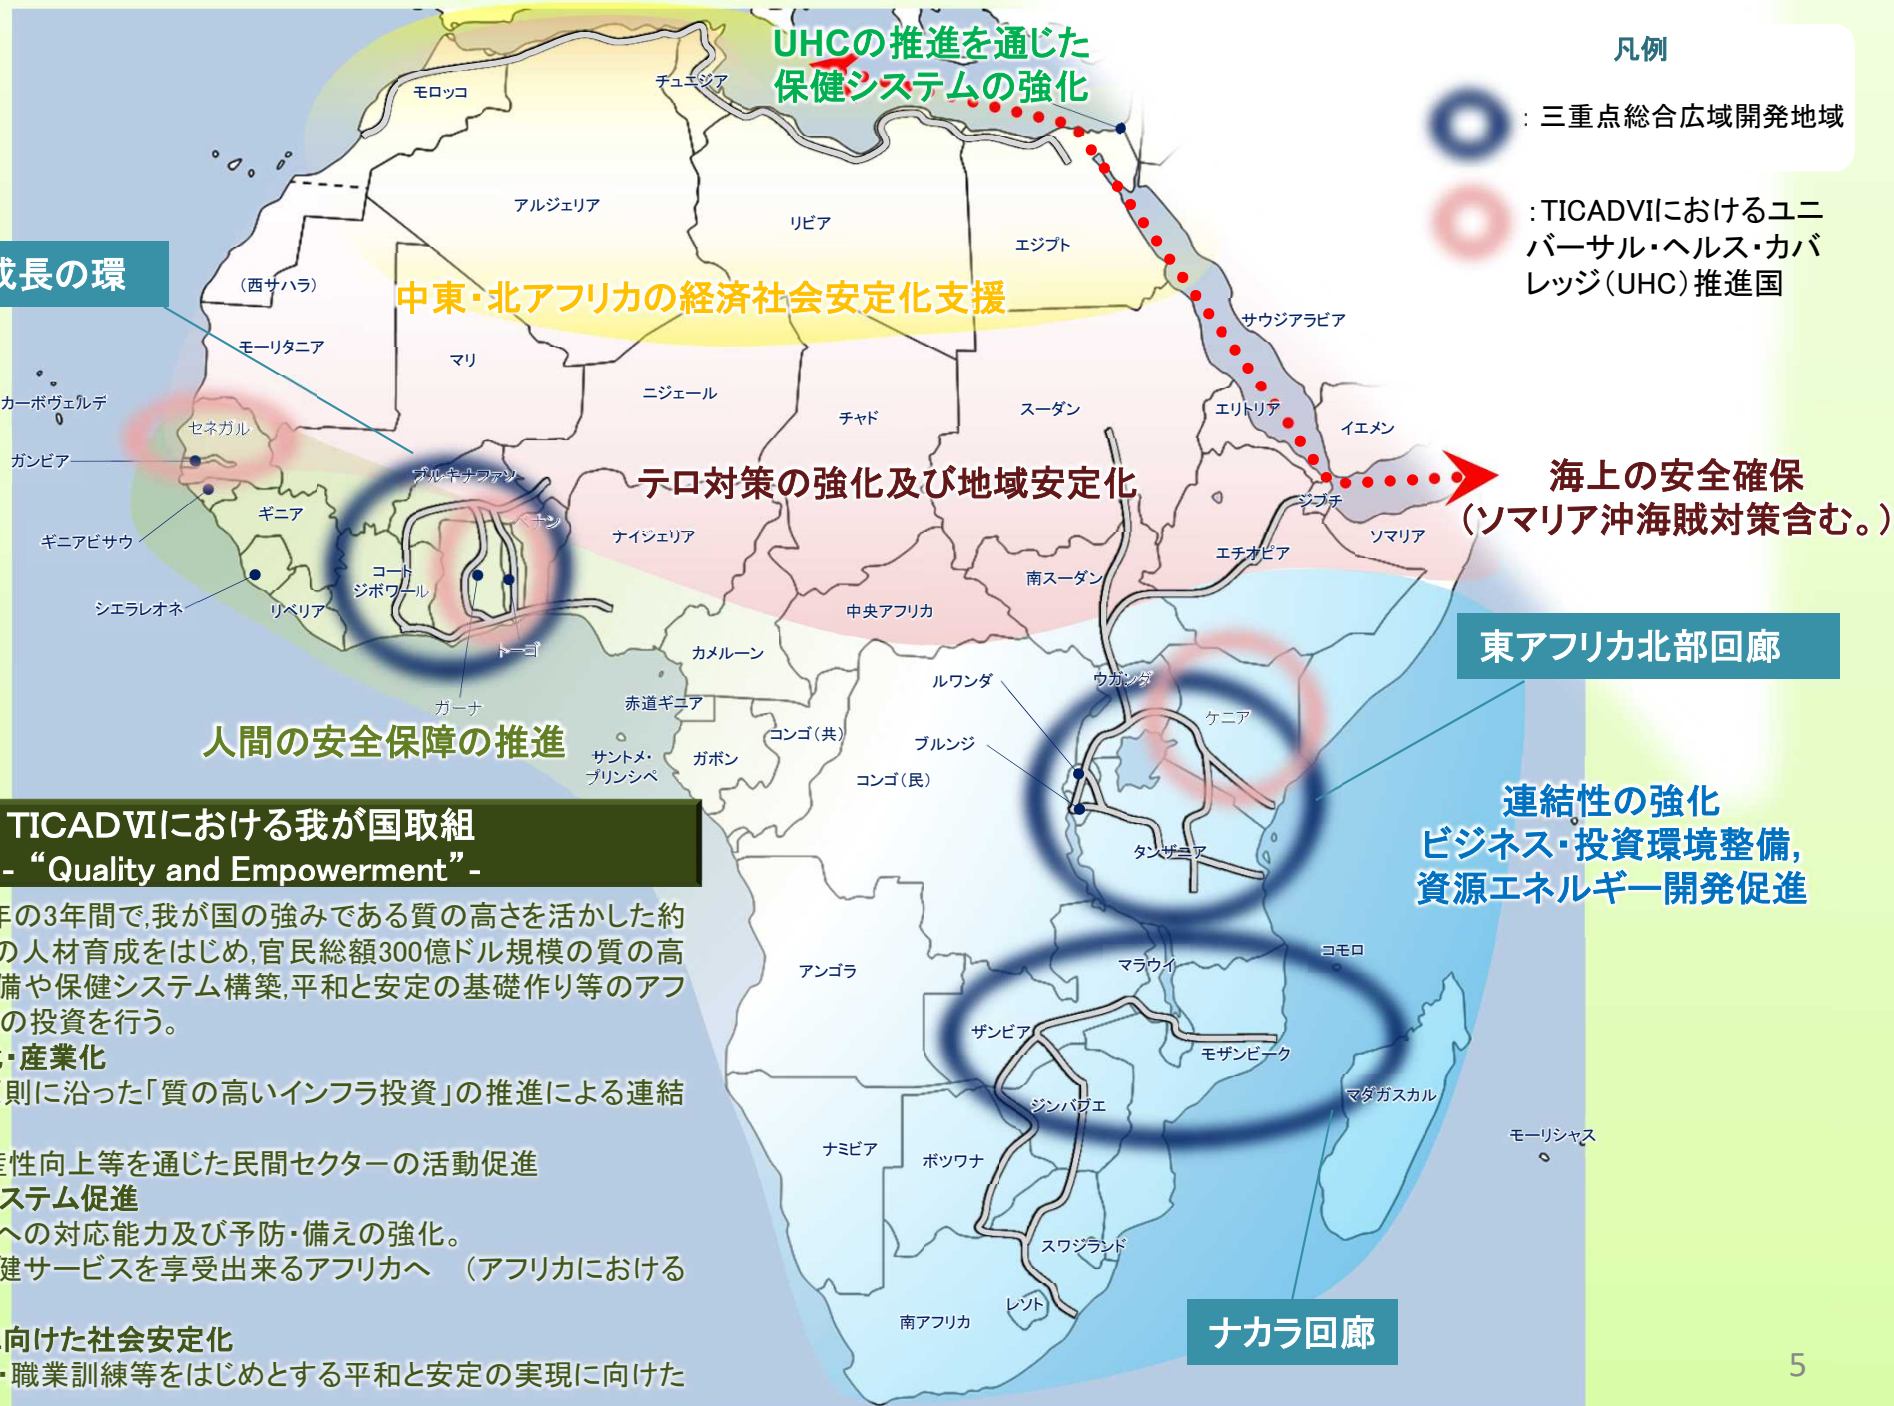 UHCの推進を通じた
保健システムの強化
凡例
：三重点総合広域開発地域
：TICADⅥにおけるユニ
バーサル・ヘルス・カバ
レッジ（UHC）推進国
モロッコ
チュニジア
アルジェリア
リビア
エジプト
成長の環
（西サハラ）
中東・北アフリカの経済社会安定化支援
サウジアラビア
モーリタニア
マリ
ニジェール
チャド
スーダン
エリトリア
イエメン
カーボヴェルデ
セネガル
ガンビア
ブルキナファソ
テロ対策の強化及び地域安定化
ジブチ
海上の安全確保
（ソマリア沖海賊対策含む。）
ギニア
ベナン
ギニアビサウ
ナイジェリア
エチオピア
ソマリア
コート
ジボワール
南スーダン
シエラレオネ
リベリア
中央アフリカ
トーゴ
カメルーン
東アフリカ北部回廊
ルワンダ
ウガンダ
ガーナ
赤道ギニア
ケニア
人間の安全保障の推進
コンゴ（共）
ブルンジ
サントメ・
プリンシペ
ガボン
コンゴ（民）
連結性の強化
ビジネス・投資環境整備，
資源エネルギー開発促進
タンザニア
TICADⅥにおける我が国取組
- “Quality and Empowerment”-
年の3年間で，我が国の強みである質の高さを活かした約
の人材育成をはじめ，官民総額300億ドル規模の質の高
備や保健システム構築，平和と安定の基礎作り等のアフ
の投資を行う。
・産業化
則に沿った「質の高いインフラ投資」の推進による連結
性向上等を通じた民間セクターの活動促進
ステム促進
への対応能力及び予防・備えの強化。
健サービスを享受出来るアフリカへ　（アフリカにおける
向けた社会安定化
・職業訓練等をはじめとする平和と安定の実現に向けた
アンゴラ
マラウイ
コモロ
ザンビア
モザンビーク
マダガスカル
ジンバブエ
ナミビア
ボツワナ
モーリシャス
スワジランド
レソト
南アフリカ
ナカラ回廊
5